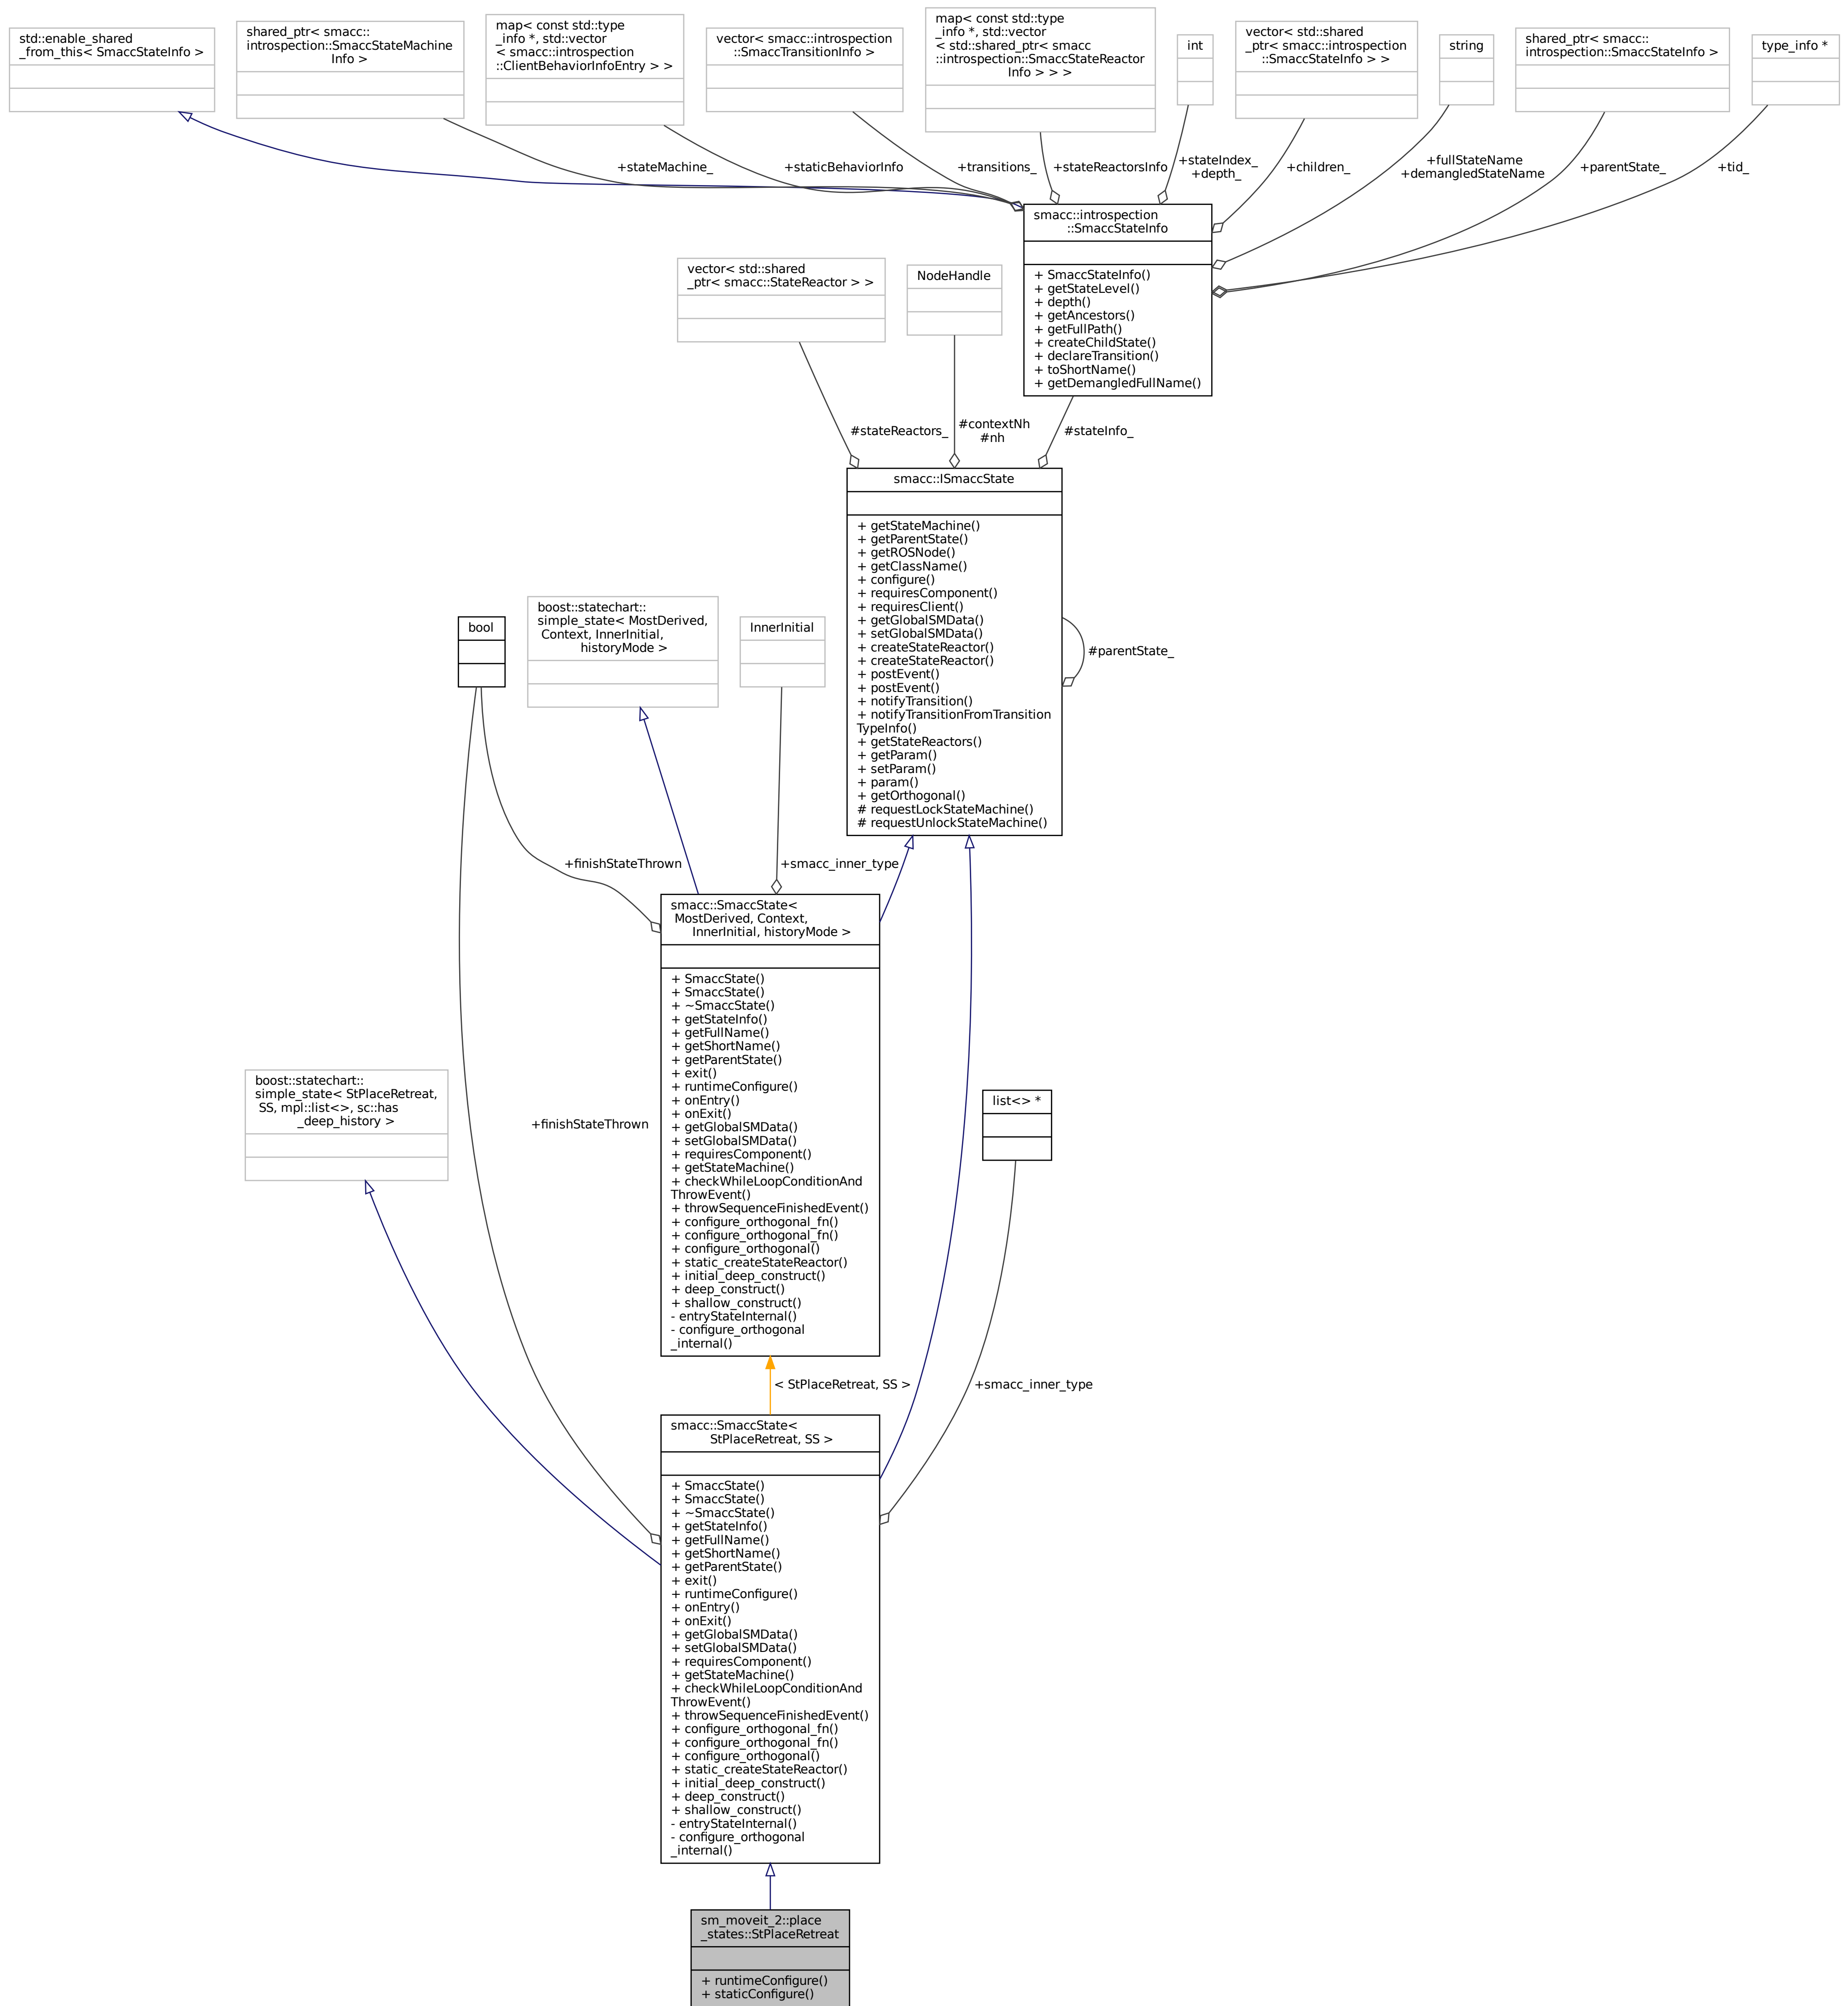 std::enable_shared
_from_this< SmaccStateInfo >
shared_ptr< smacc::
introspection::SmaccStateMachine
Info >
map< const std::type
_info *, std::vector
< smacc::introspection
::ClientBehaviorInfoEntry > >
vector< smacc::introspection
::SmaccTransitionInfo >
map< const std::type
_info *, std::vector
< std::shared_ptr< smacc
::introspection::SmaccStateReactor
Info > > >
int
vector< std::shared
_ptr< smacc::introspection
::SmaccStateInfo > >
string
shared_ptr< smacc::
introspection::SmaccStateInfo >
type_info *
+stateMachine_
+staticBehaviorInfo
+transitions_
+stateReactorsInfo
+stateIndex_
+depth_
+children_
+fullStateName
+demangledStateName
+parentState_
+tid_
smacc::introspection
::SmaccStateInfo
+ SmaccStateInfo()
+ getStateLevel()
+ depth()
+ getAncestors()
+ getFullPath()
+ createChildState()
+ declareTransition()
+ toShortName()
+ getDemangledFullName()
vector< std::shared
_ptr< smacc::StateReactor > >
NodeHandle
#stateReactors_
#contextNh
#nh
#stateInfo_
smacc::ISmaccState
+ getStateMachine()
+ getParentState()
+ getROSNode()
+ getClassName()
+ configure()
+ requiresComponent()
+ requiresClient()
+ getGlobalSMData()
+ setGlobalSMData()
+ createStateReactor()
+ createStateReactor()
+ postEvent()
+ postEvent()
+ notifyTransition()
+ notifyTransitionFromTransition
TypeInfo()
+ getStateReactors()
+ getParam()
+ setParam()
+ param()
+ getOrthogonal()
# requestLockStateMachine()
# requestUnlockStateMachine()
#parentState_
bool
boost::statechart::
simple_state< MostDerived,
Context, InnerInitial,
historyMode >
InnerInitial
+finishStateThrown
+smacc_inner_type
smacc::SmaccState<
MostDerived, Context,
InnerInitial, historyMode >
+ SmaccState()
+ SmaccState()
+ ~SmaccState()
+ getStateInfo()
+ getFullName()
+ getShortName()
+ getParentState()
+ exit()
+ runtimeConfigure()
+ onEntry()
+ onExit()
+ getGlobalSMData()
+ setGlobalSMData()
+ requiresComponent()
+ getStateMachine()
+ checkWhileLoopConditionAnd
ThrowEvent()
+ throwSequenceFinishedEvent()
+ configure_orthogonal_fn()
+ configure_orthogonal_fn()
+ configure_orthogonal()
+ static_createStateReactor()
+ initial_deep_construct()
+ deep_construct()
+ shallow_construct()
- entryStateInternal()
- configure_orthogonal
_internal()
boost::statechart::
simple_state< StPlaceRetreat,
SS, mpl::list<>, sc::has
_deep_history >
+finishStateThrown
list<> *
< StPlaceRetreat, SS >
+smacc_inner_type
smacc::SmaccState<
StPlaceRetreat, SS >
+ SmaccState()
+ SmaccState()
+ ~SmaccState()
+ getStateInfo()
+ getFullName()
+ getShortName()
+ getParentState()
+ exit()
+ runtimeConfigure()
+ onEntry()
+ onExit()
+ getGlobalSMData()
+ setGlobalSMData()
+ requiresComponent()
+ getStateMachine()
+ checkWhileLoopConditionAnd
ThrowEvent()
+ throwSequenceFinishedEvent()
+ configure_orthogonal_fn()
+ configure_orthogonal_fn()
+ configure_orthogonal()
+ static_createStateReactor()
+ initial_deep_construct()
+ deep_construct()
+ shallow_construct()
- entryStateInternal()
- configure_orthogonal
_internal()
sm_moveit_2::place
_states::StPlaceRetreat
+ runtimeConfigure()
+ staticConfigure()